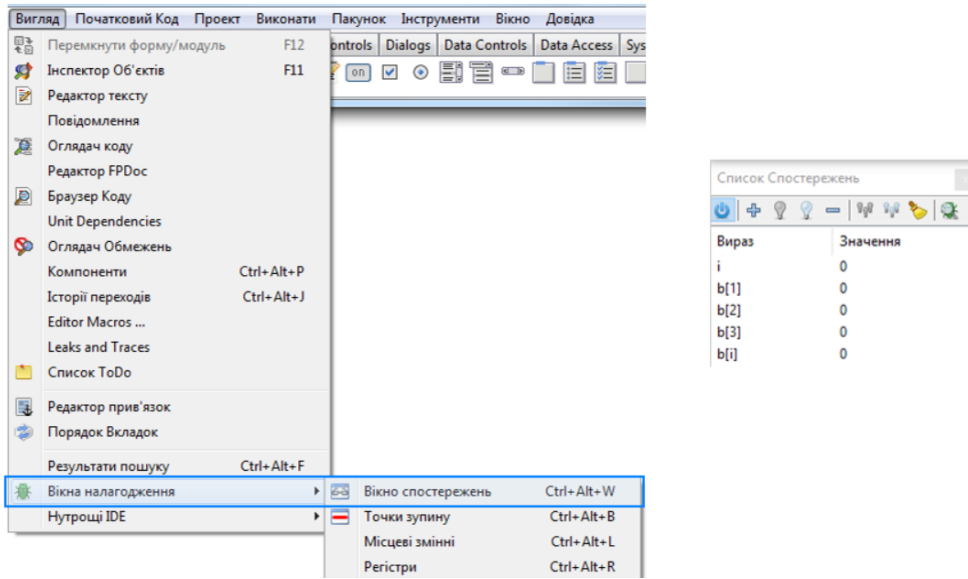 Вигляд Початковий Код Проект Виконати Пакунок Інструменти Вікно Довідка
Перемкнути форму/модуль F12
Dialogs Data Controls Data Access
Інспектор Об'єктів F11
on
Редактор тексту
Повідомлення
Оглядач коду
Редактор FPDoc
Браузер Коду
Unit Dependencies
Оглядач Обмежень
Компоненти Ctrl+Alt+P
Історії переходів Ctrl+Alt+J
Editor Macros ...
Leaks and Traces
Список ToDo
Редактор прив'язок
Порядок Вкладок
Результати пошуку Ctrl+Alt+F
Вікна налагодження
Нутрощі IDE
Вікно спостережень Ctrl+Alt+W
Точки зупину Ctrl+Alt+B
Місцеві змінні Ctrl+Alt+L
Регістри Ctrl+Alt+R
Список Спостережень
Вираз Значення
i 0
b[1] 0
b[2] 0
b[3] 0
b[i] 0